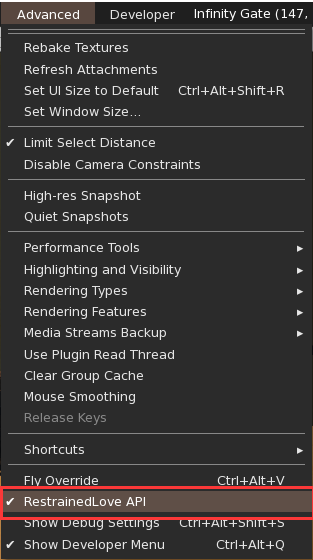 Advanced Developer Infinity Gate (147,
Rebake Textures
Refresh Attachments
Set UI Size to Default Ctrl+Alt+Shift+R
Set Window Size...
✔ Limit Select Distance
Disable Camera Constraints
High-res Snapshot
Quiet Snapshots
Performance Tools ▸
Highlighting and Visibility ▸
Rendering Types ▸
Rendering Features ▸
Media Streams Backup ▸
Use Plugin Read Thread
Clear Group Cache
Mouse Smoothing
Release Keys
Shortcuts ▸
Fly Override Ctrl+Alt+V
✔ RestrainedLove API
Show Debug Settings Ctrl+Alt+Shift+S
✔ Show Developer Menu Ctrl+Alt+Q